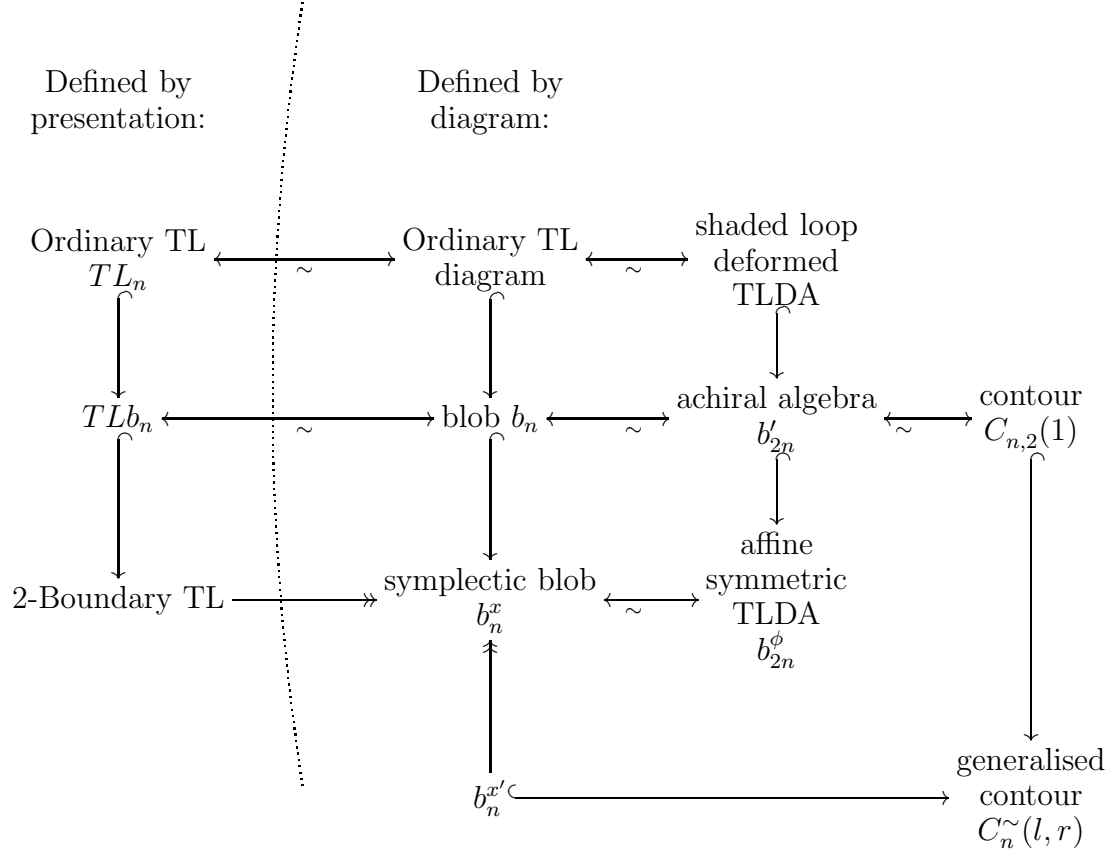 Defined by
presentation:
Defined by
diagram:
Ordinary TL
$TL_n$
Ordinary TL
diagram
shaded loop
deformed
TLDA
∼
∼
$TLb_n$
blob $b_n$
achiral algebra
$b'_{2n}$
contour
$C_{n,2}(1)$
∼
∼
∼
2-Boundary TL
symplectic blob
$b_n^x$
affine
symmetric
TLDA
$b_{2n}^{\phi}$
∼
$b_n^{x'}$
generalised
contour
$C_n^{\sim}(l, r)$